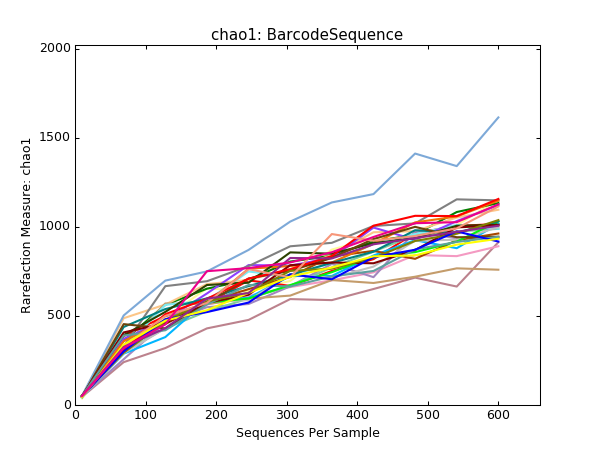 chao1: BarcodeSequence
2000
1500
1000
500
0
Rarefaction Measure: chao1
0 100 200 300 400 500 600
Sequences Per Sample